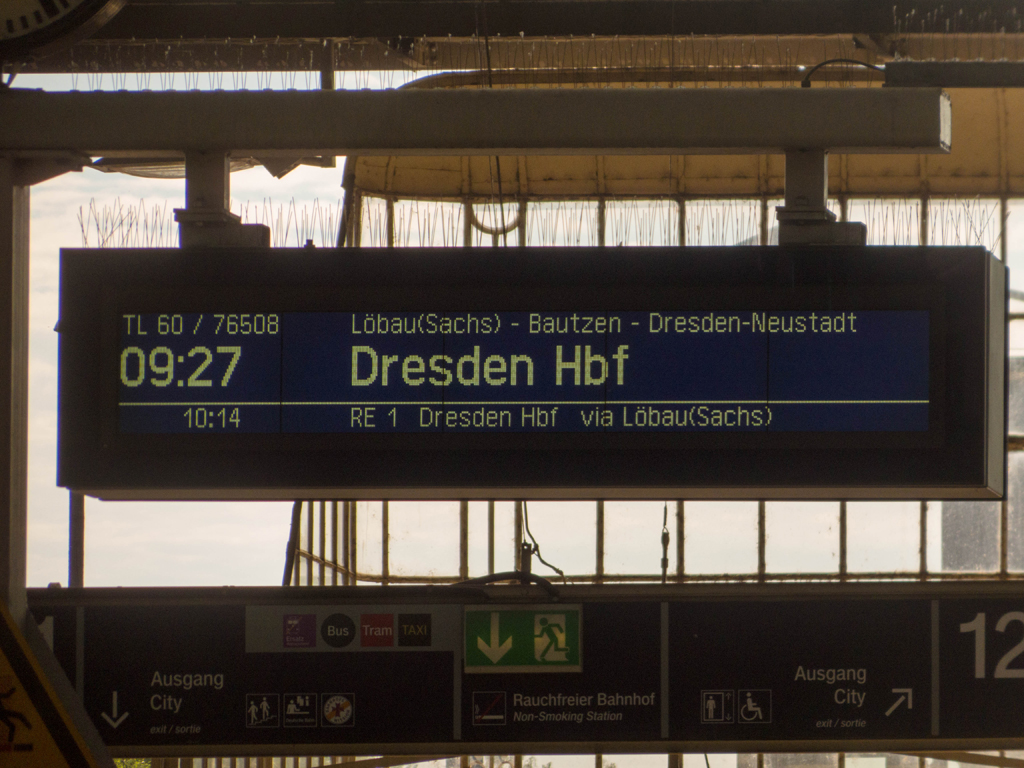 TL 60 / 76508
Löbau(Sachs) - Bautzen - Dresden-Neustadt
09:27
Dresden Hbf
10:14
RE 1 Dresden Hbf via Löbau(Sachs)
Bus
Tram
TAXI
Ausgang
City
exit / sortie
Rauchfreier Bahnhof
Non-Smoking Station
Ausgang
City
exit / sortie
12